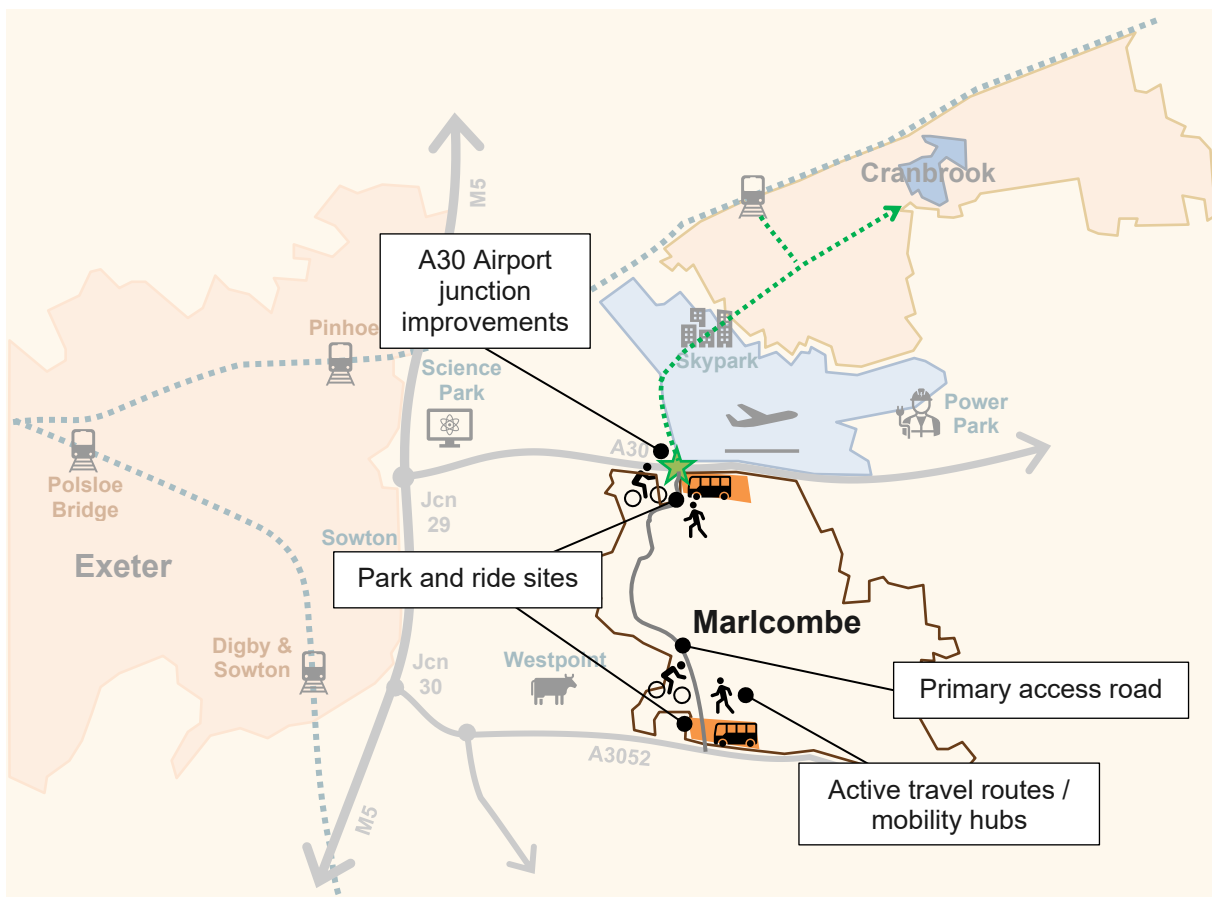 Cranbrook
M5
A30 Airport
junction
improvements
Pinhoe
Science
Park
Skypark
Power
Park
A30
Polsloe
Bridge
Jcn
29
Sowton
Exeter
Park and ride sites
Marlcombe
Digby &
Sowton
Jcn
30
Westpoint
Primary access road
A3052
Active travel routes /
mobility hubs
M5